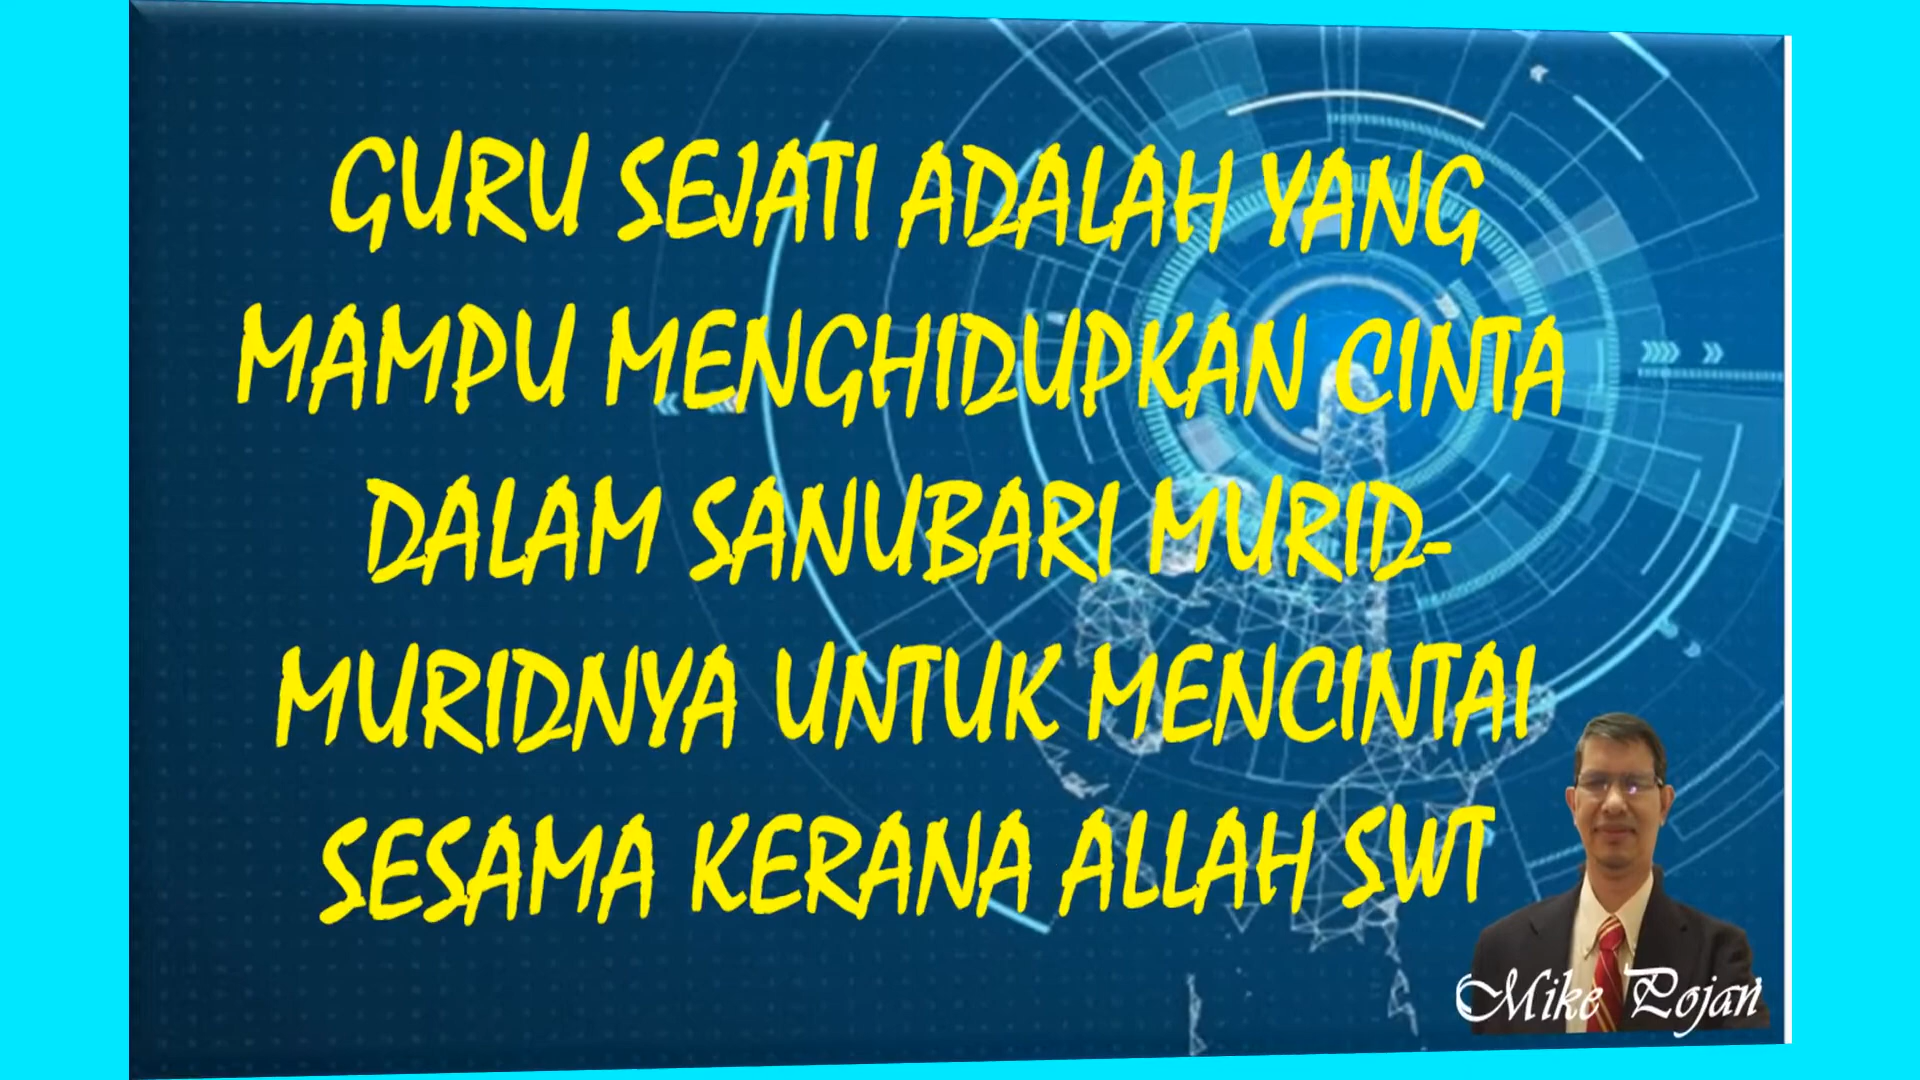 GURU SEJATI ADALAH YANG
MAMPU MENGHIDUPKAN CINTA
DALAM SANUBARI MURID-
MURIDNYA UNTUK MENCINTAI
SESAMA KERANA ALLAH SWT
Mike Pojan